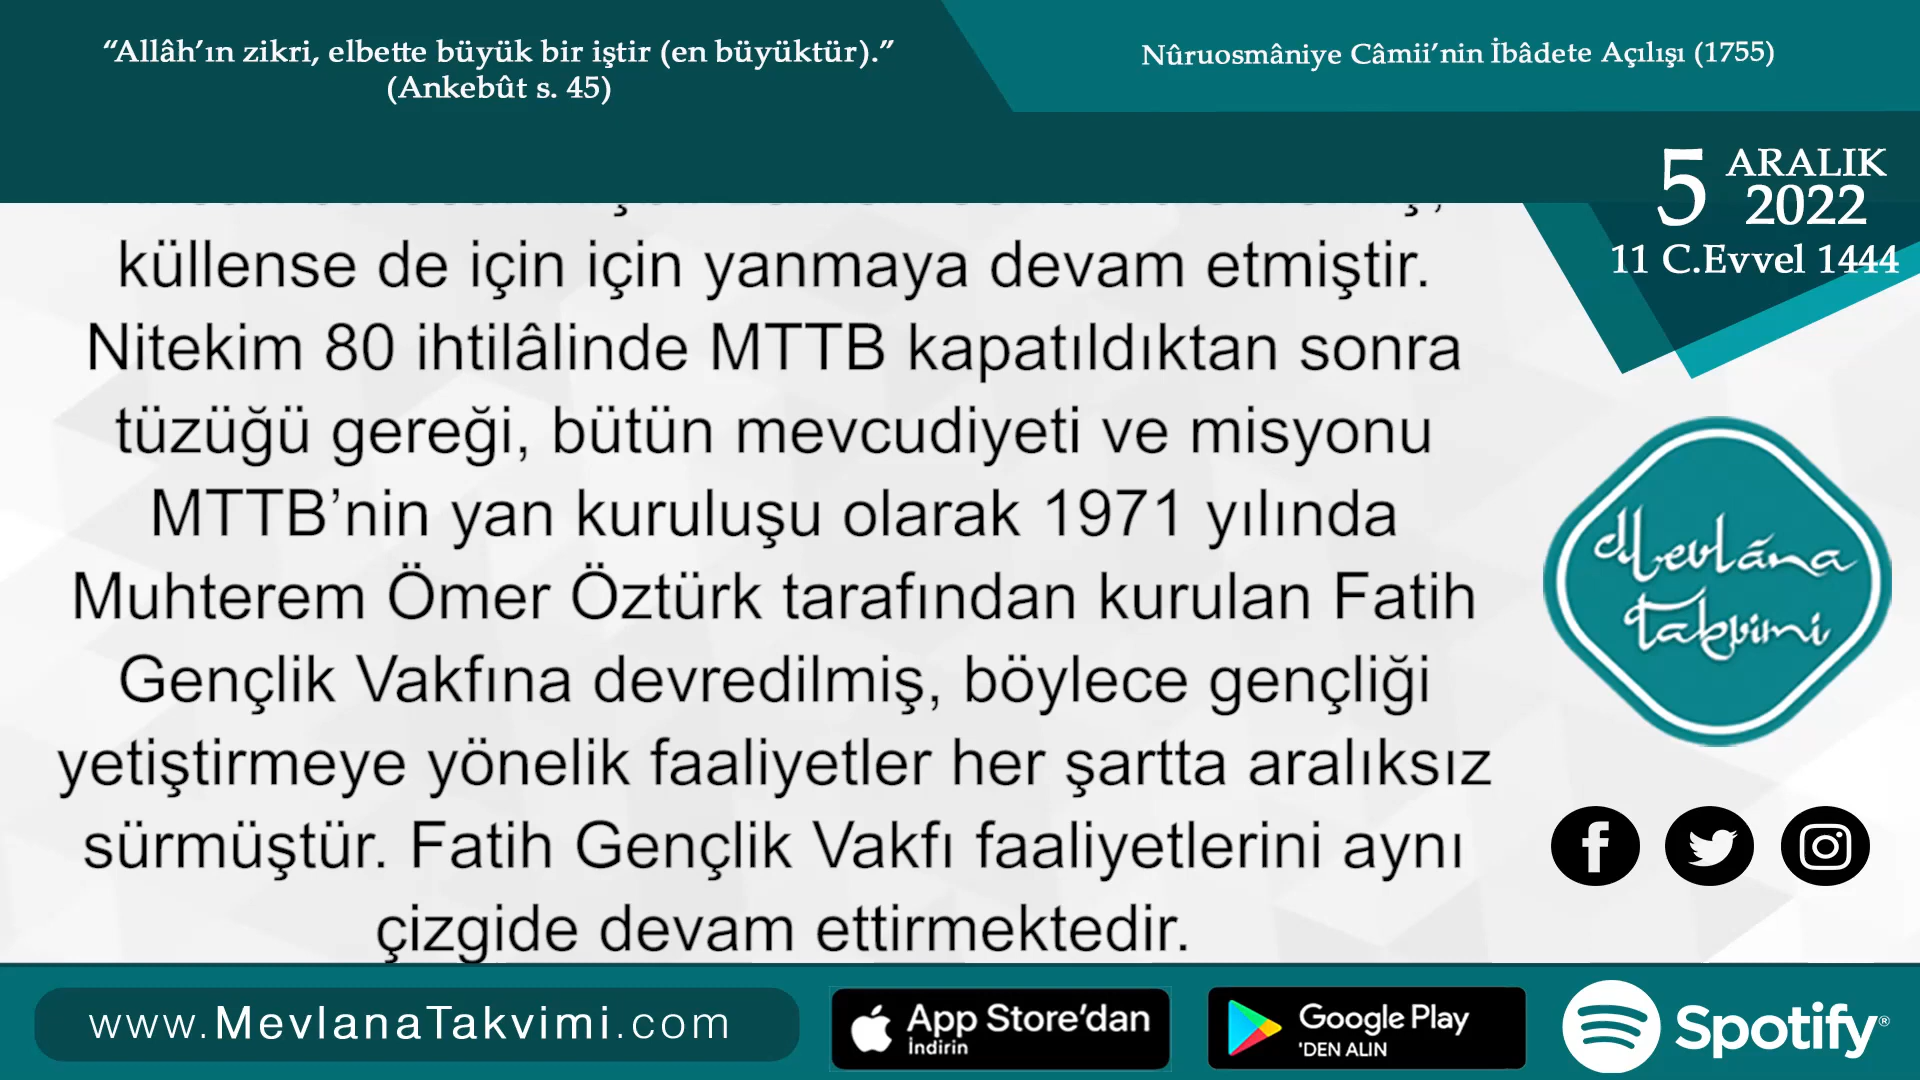 “Allâh’ın zikri, elbette büyük bir iştir (en büyüktür).”
(Ankebût s. 45)
Nûruosmâniye Câmii’nin İbâdete Açılışı (1755)
5 ARALIK
2022
11 C.Evvel 1444
küllense de için için yanmaya devam etmiştir.
Nitekim 80 ihtilâlinde MTTB kapatıldıktan sonra
tüzüğü gereği, bütün mevcudiyeti ve misyonu
MTTB’nin yan kuruluşu olarak 1971 yılında
Muhterem Ömer Öztürk tarafından kurulan Fatih
Gençlik Vakfına devredilmiş, böylece gençliği
yetiştirmeye yönelik faaliyetler her şartta aralıksız
sürmüştür. Fatih Gençlik Vakfı faaliyetlerini aynı
çizgide devam ettirmektedir.
Mevlâna
Takvimi
www.MevlanaTakvimi.com
App Store’dan
İndirin
Google Play
'DEN ALIN
Spotify®